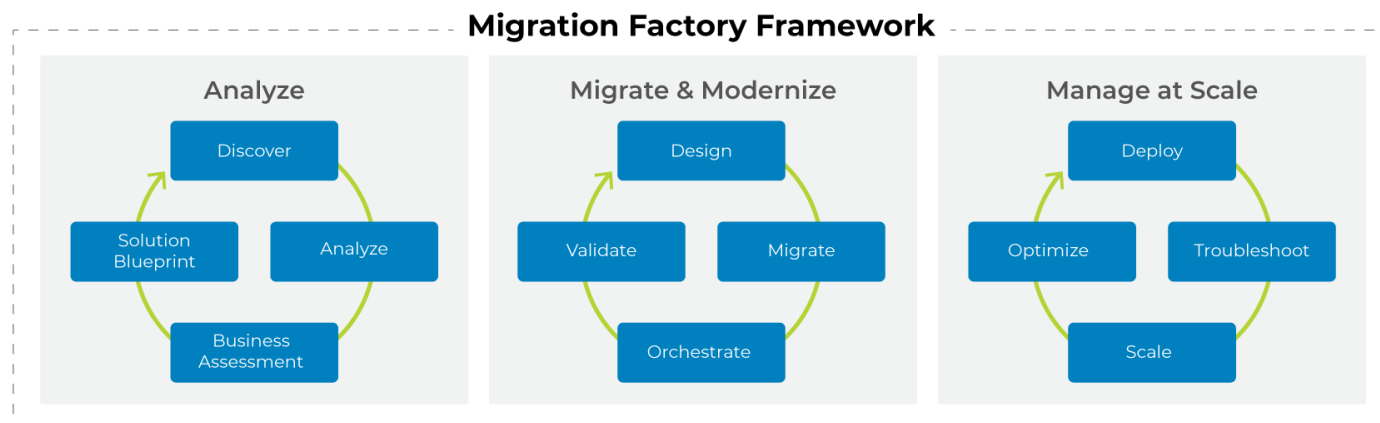 Migration Factory Framework
Analyze
Discover
Solution
Blueprint
Analyze
Business
Assessment
Migrate & Modernize
Design
Validate
Migrate
Orchestrate
Manage at Scale
Deploy
Optimize
Troubleshoot
Scale